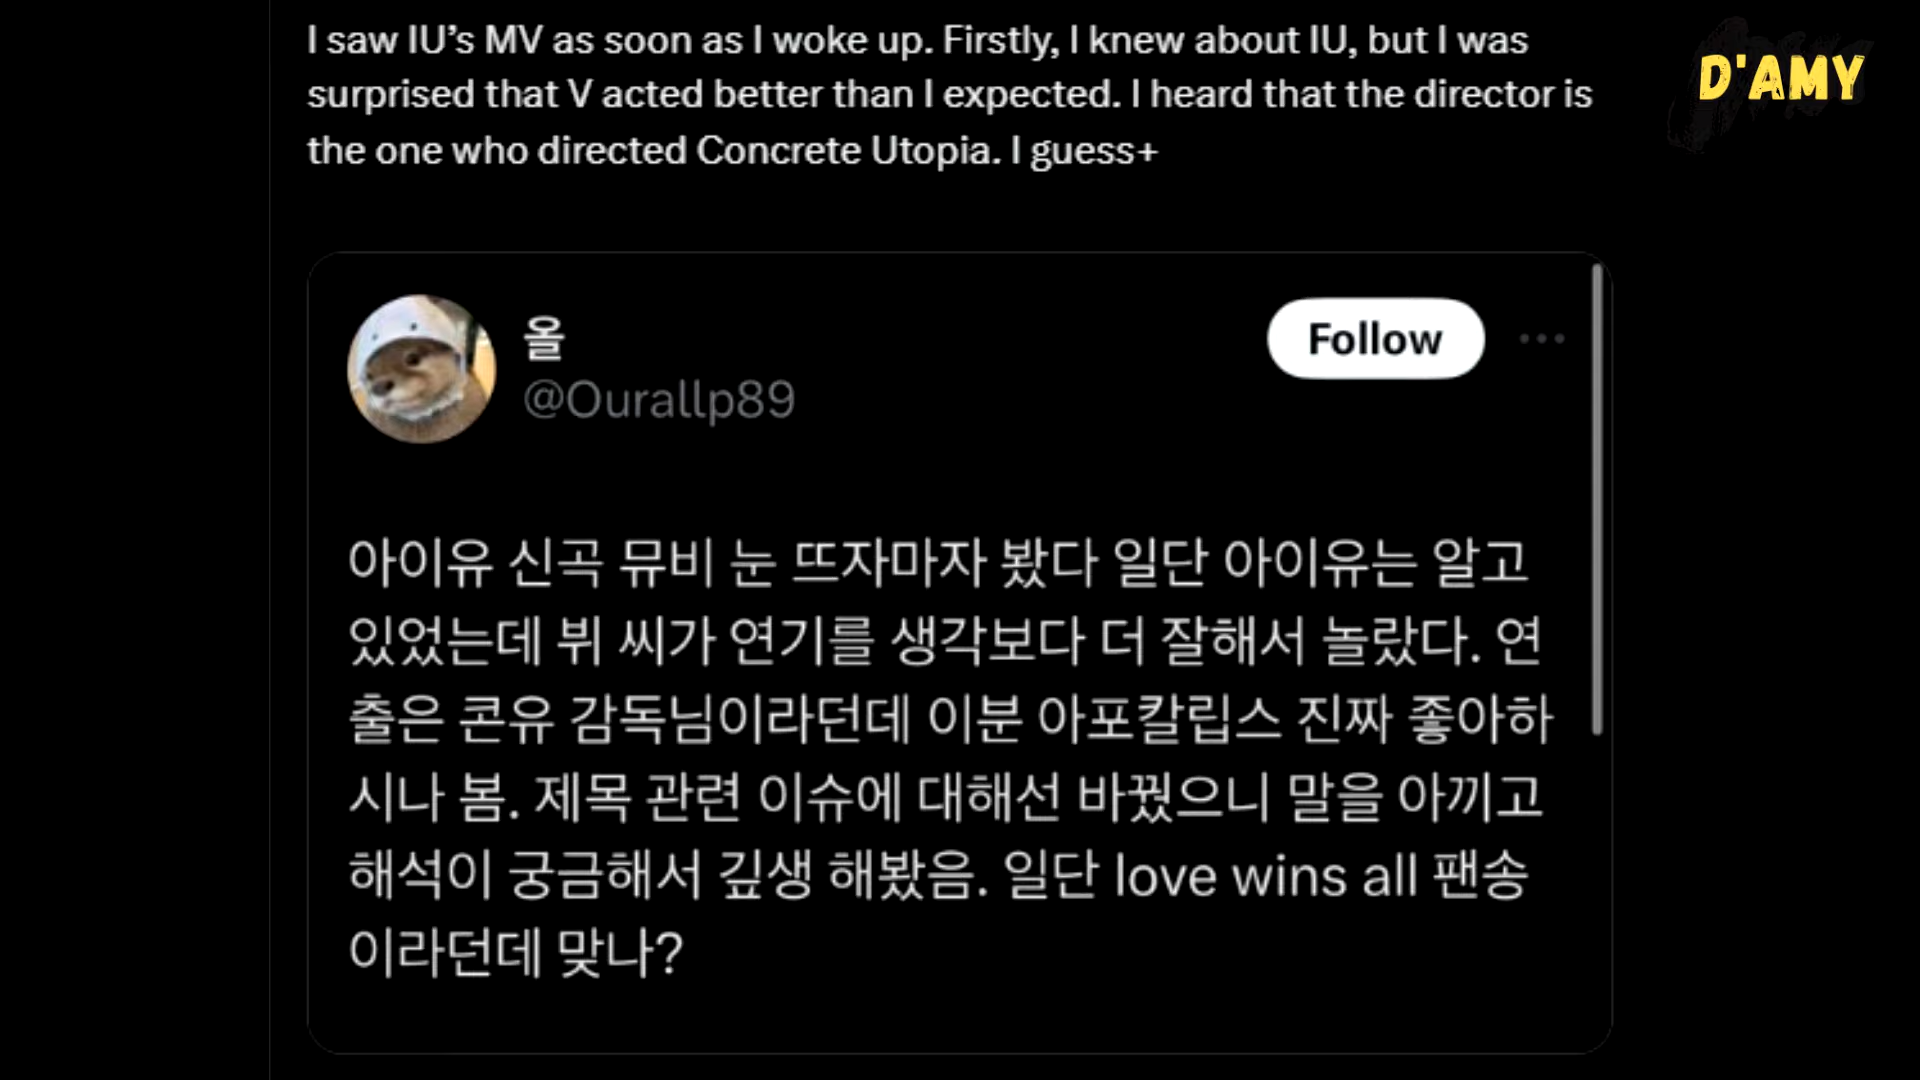 I saw IU’s MV as soon as I woke up. Firstly, I knew about IU, but I was
surprised that V acted better than I expected. I heard that the director is
the one who directed Concrete Utopia. I guess+
D'AMY
올
@Ourallp89
Follow
아이유 신곡 뮤비 눈 뜨자마자 봤다 일단 아이유는 알고
있었는데 뷔 씨가 연기를 생각보다 더 잘해서 놀랐다. 연
출은 콘유 감독님이라던데 이분 아포칼립스 진짜 좋아하
시나 봄. 제목 관련 이슈에 대해선 바꿨으니 말을 아끼고
해석이 궁금해서 깊생 해봤음. 일단 love wins all 팬송
이라던데 맞나?